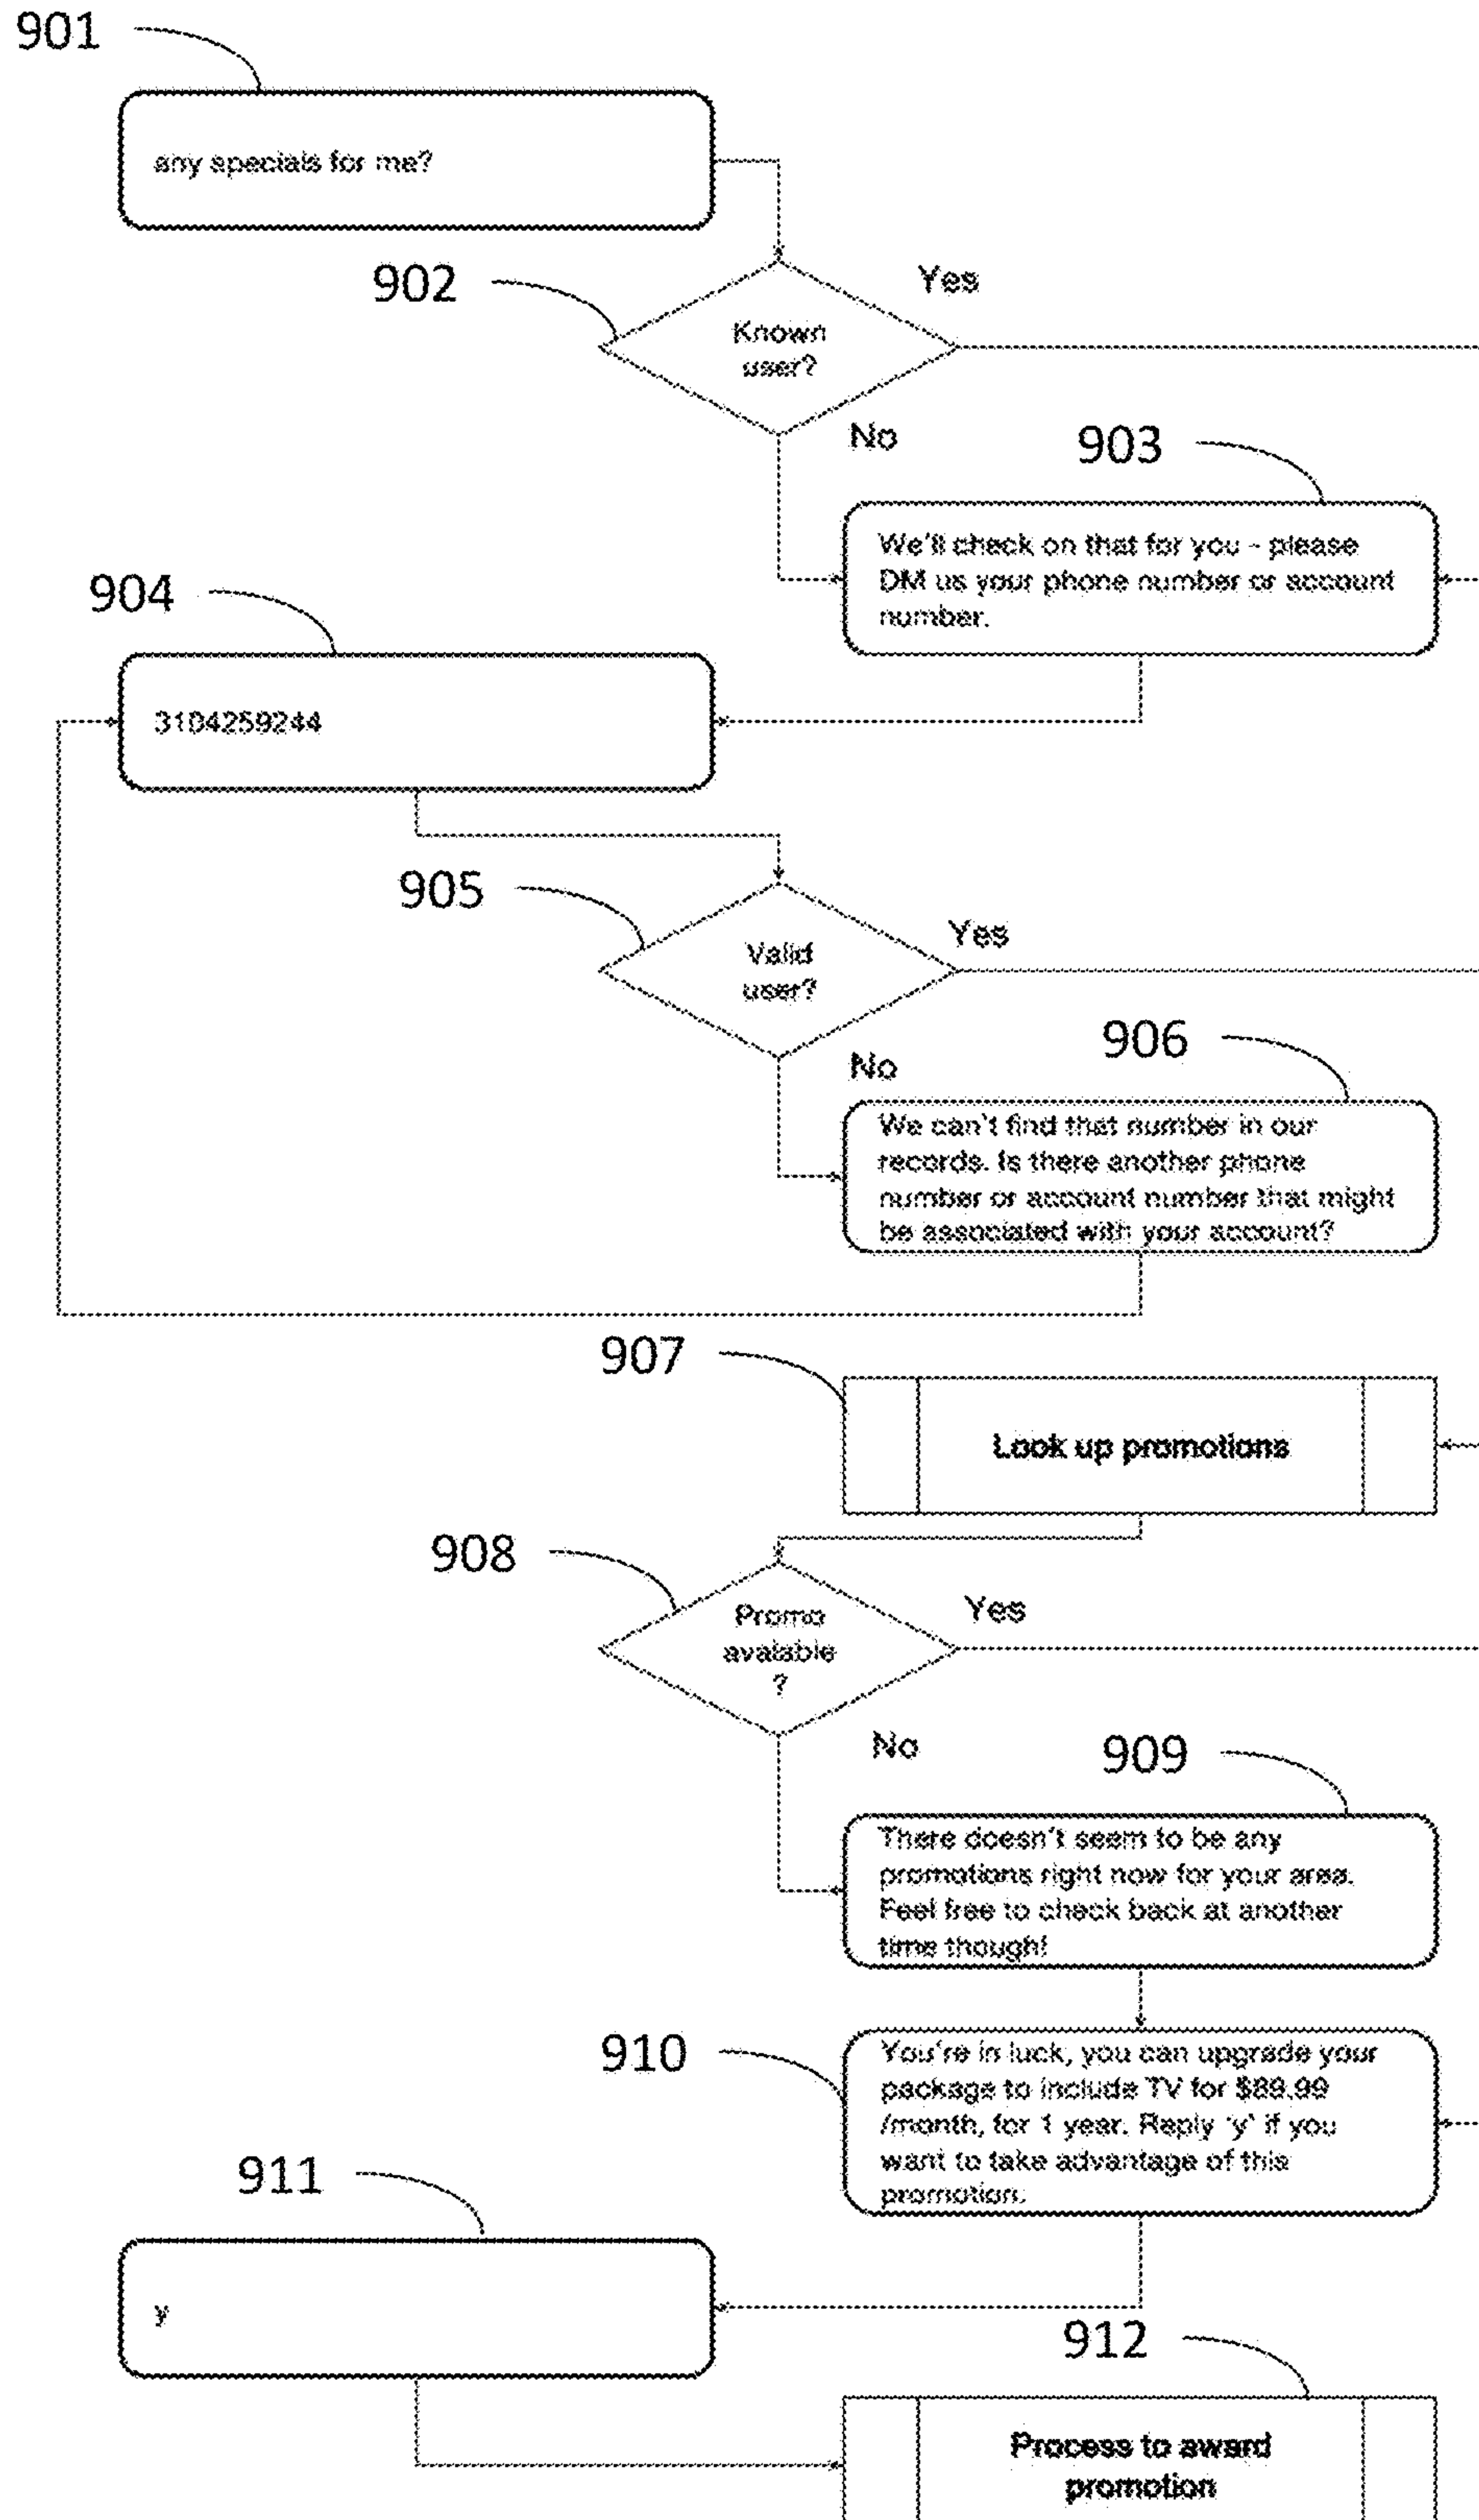 901
any specials for me?
902
Yes
Known
user?
No
903
We'll check on that for you - please
DM us your phone number or account
number.
904
3104259244
905
Yes
Valid
user?
906
No
We can't find that number in our
records. Is there another phone
number or account number that might
be associated with your account?
907
Look up promotions
908
Yes
Promo
avalable
?
No
909
There doesn't seem to be any
promotions right now for your area.
Feel free to check back at another
time though!
910
You're in luck, you can upgrade your
package to include TV for $89.99
/month, for 1 year. Reply 'y' if you
want to take advantage of this
promotion.
911
y
912
Process to award
promotion